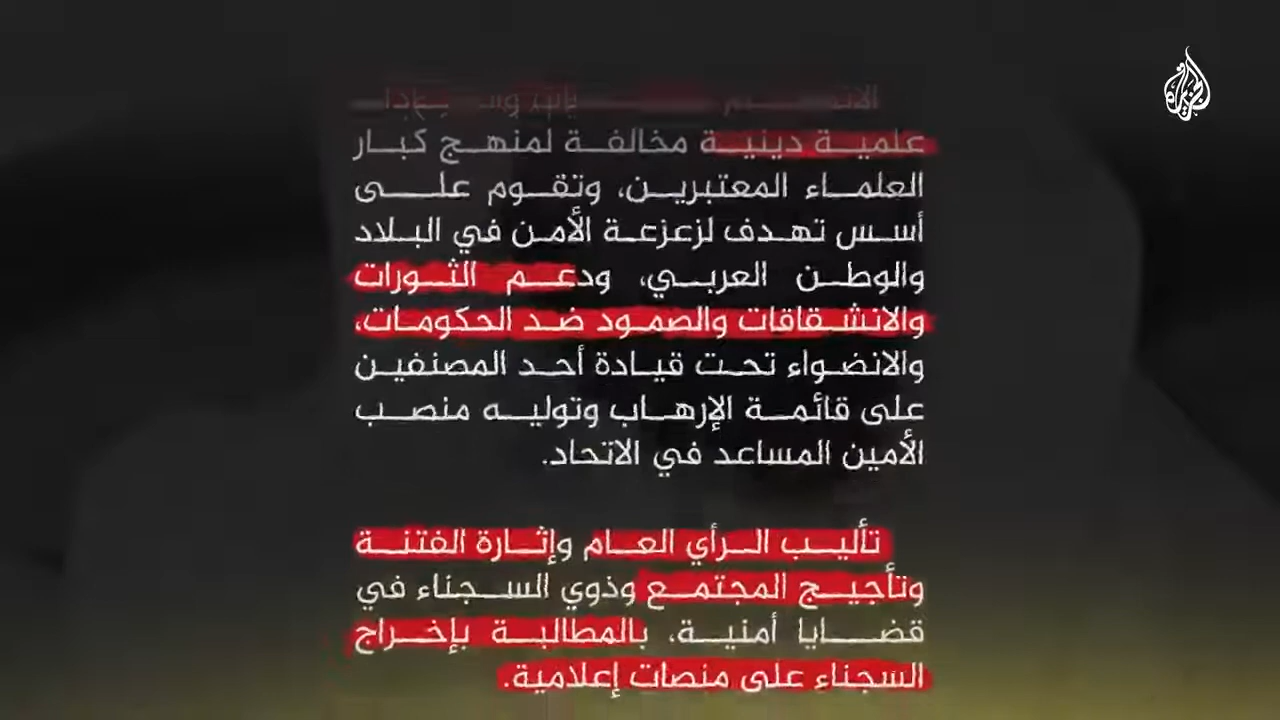 علمية دينية مخالفة لمنهج كبار
العلماء المعتبرين، وتقوم على
أسس تهدف لزعزعة الأمن في البلاد
والوطن العربي، ودعم الثورات
والانشقاقات والصمود ضد الحكومات،
والانضواء تحت قيادة أحد المصنفين
على قائمة الإرهاب وتوليه منصب
الأمين المساعد في الاتحاد.
تأليب الرأي العام وإثارة الفتنة
وتأجيج المجتمع وذوي السجناء في
قضايا أمنية، بالمطالبة بإخراج
السجناء على منصات إعلامية.
الجزيرة